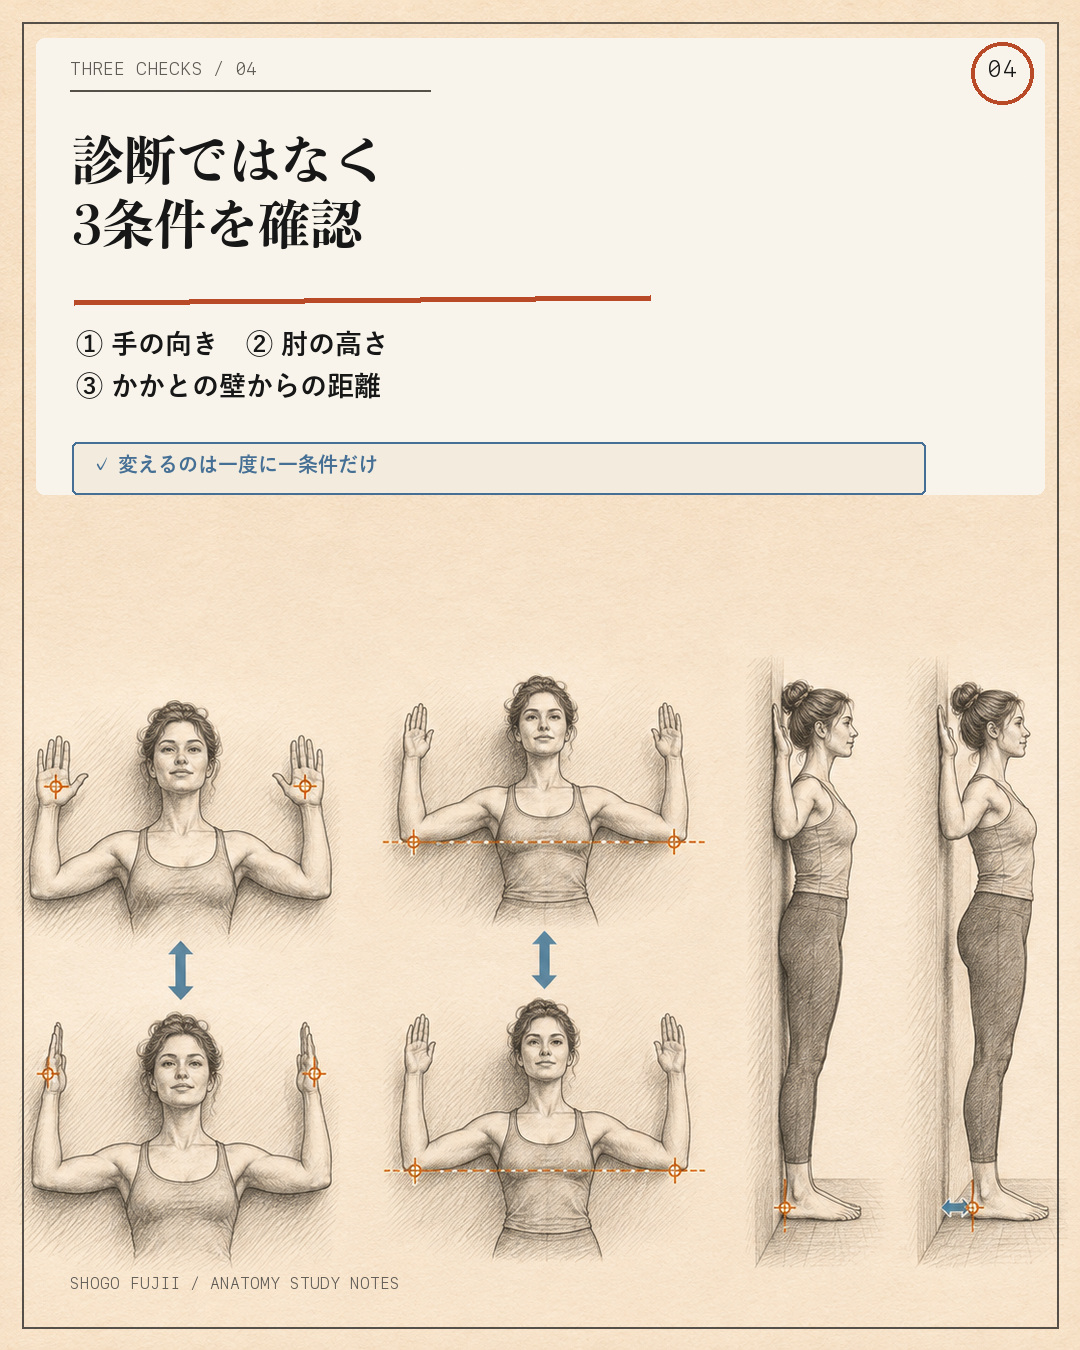 THREE CHECKS / 04
04
診断ではなく
3条件を確認
① 手の向き ② 肘の高さ
③ かかとの壁からの距離
✓ 変えるのは一度に一条件だけ
SHOGO FUJII / ANATOMY STUDY NOTES